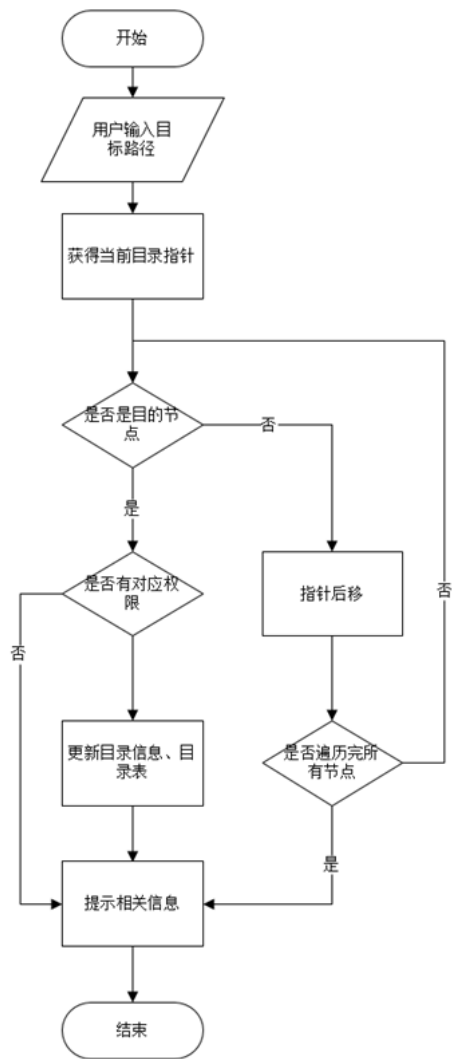 开始
用户输入目
标路径
获得当前目录指针
是否是目的节
点
否
是
是否有对应权
限
指针后移
否
否
更新目录信息、目
录表
是否遍历完所
有节点
是
提示相关信息
结束